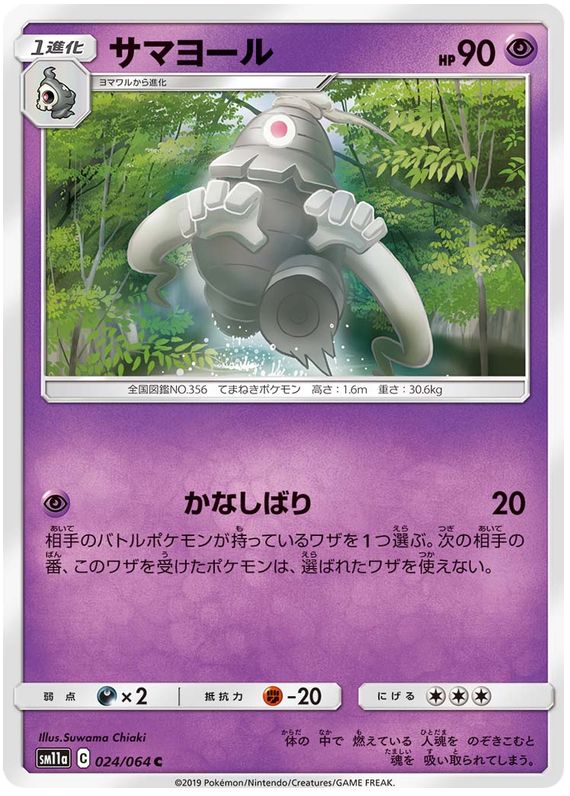 1進化
サマヨール
HP 90
ヨマワルから進化
全国図鑑NO.356 てまねきポケモン 高さ：1.6m 重さ：30.6kg
かなしばり 20
相手のバトルポケモンが持っているワザを1つ選ぶ。次の相手の
番、このワザを受けたポケモンは、選ばれたワザを使えない。
弱点 ×2 抵抗力 -20 にげる
Illus.Suwama Chiaki
体の 中で 燃えている 人魂を のぞきこむと
魂を 吸い取られてしまう。
sm11a C 024/064 C
©2019 Pokémon/Nintendo/Creatures/GAME FREAK.